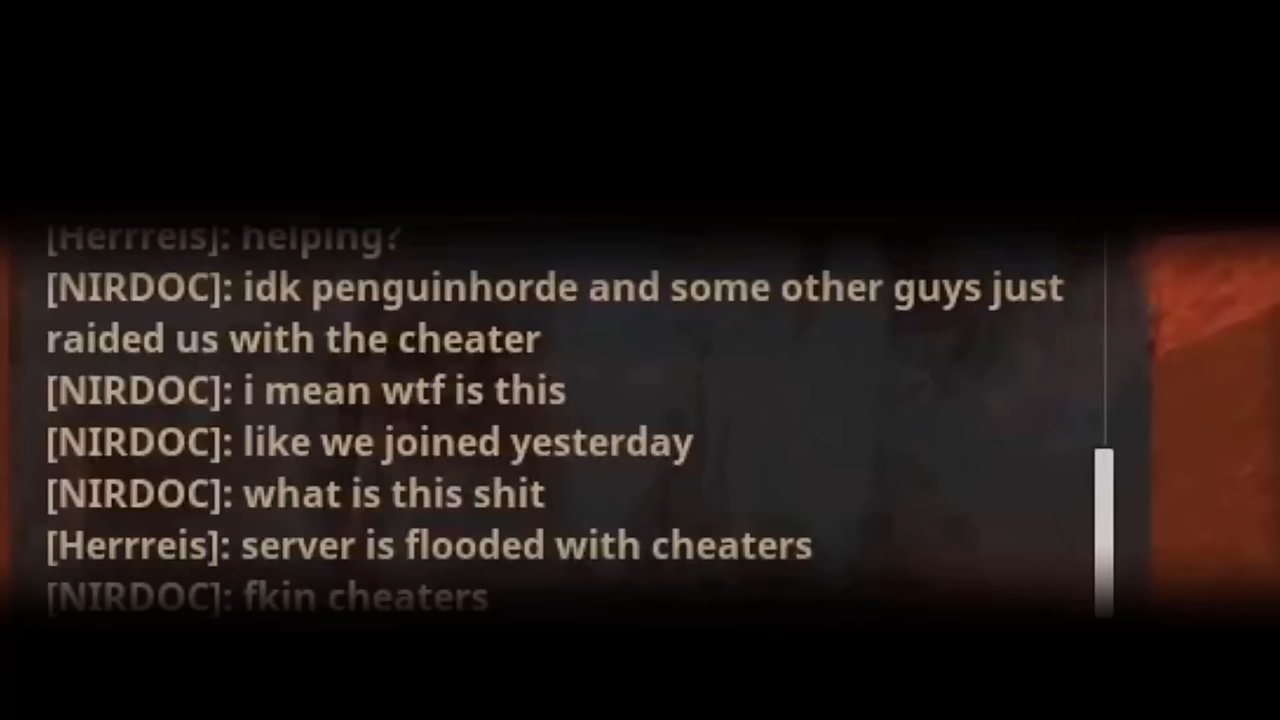 [Herrreis]: helping?
[NIRDOC]: idk penguinhorde and some other guys just
raided us with the cheater
[NIRDOC]: i mean wtf is this
[NIRDOC]: like we joined yesterday
[NIRDOC]: what is this shit
[Herrreis]: server is flooded with cheaters
[NIRDOC]: fkin cheaters